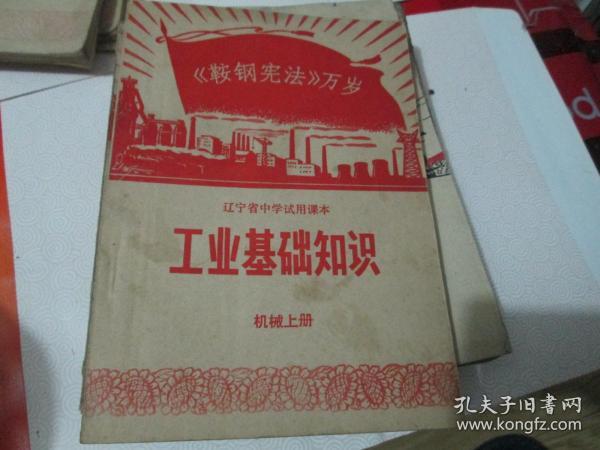 《鞍钢宪法》万岁
辽宁省中学试用课本
工业基础知识
机械上册
孔夫子旧书网
www.kongfz.com